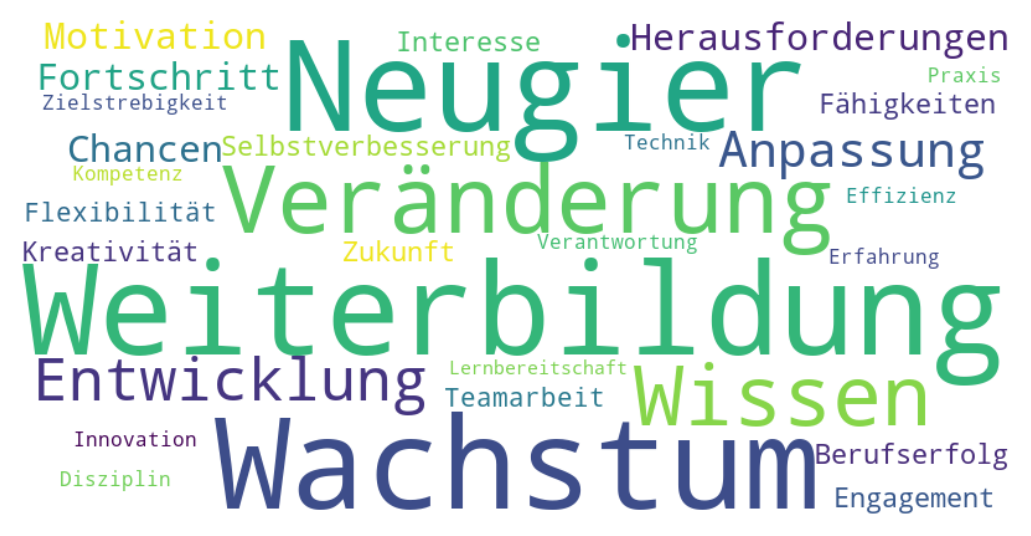 Motivation
Interesse
Herausforderungen
Neugier
Fortschritt
Praxis
Zielstrebigkeit
Fähigkeiten
Chancen
Selbstverbesserung
Technik
Anpassung
Kompetenz
Veränderung
Effizienz
Flexibilität
Kreativität
Zukunft
Verantwortung
Erfahrung
Weiterbildung
Entwicklung
Lernbereitschaft
Wissen
Teamarbeit
Innovation
Wachstum
Berufserfolg
Disziplin
Engagement